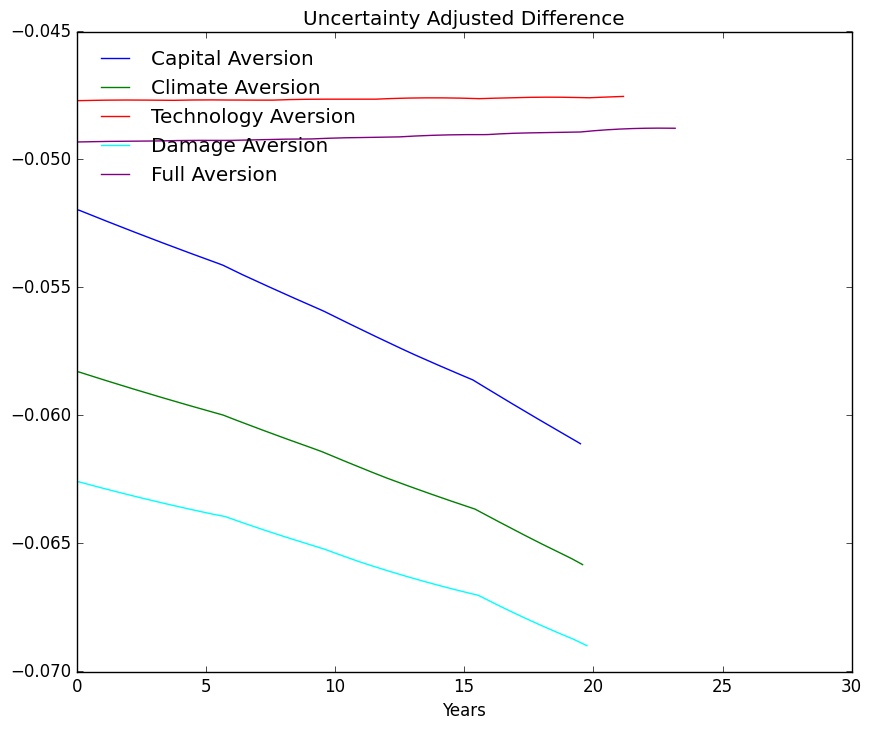 Uncertainty Adjusted Difference
−0.045
−0.050
−0.055
−0.060
−0.065
−0.070
Capital Aversion
Climate Aversion
Technology Aversion
Damage Aversion
Full Aversion
0 5 10 15 20 25 30
Years